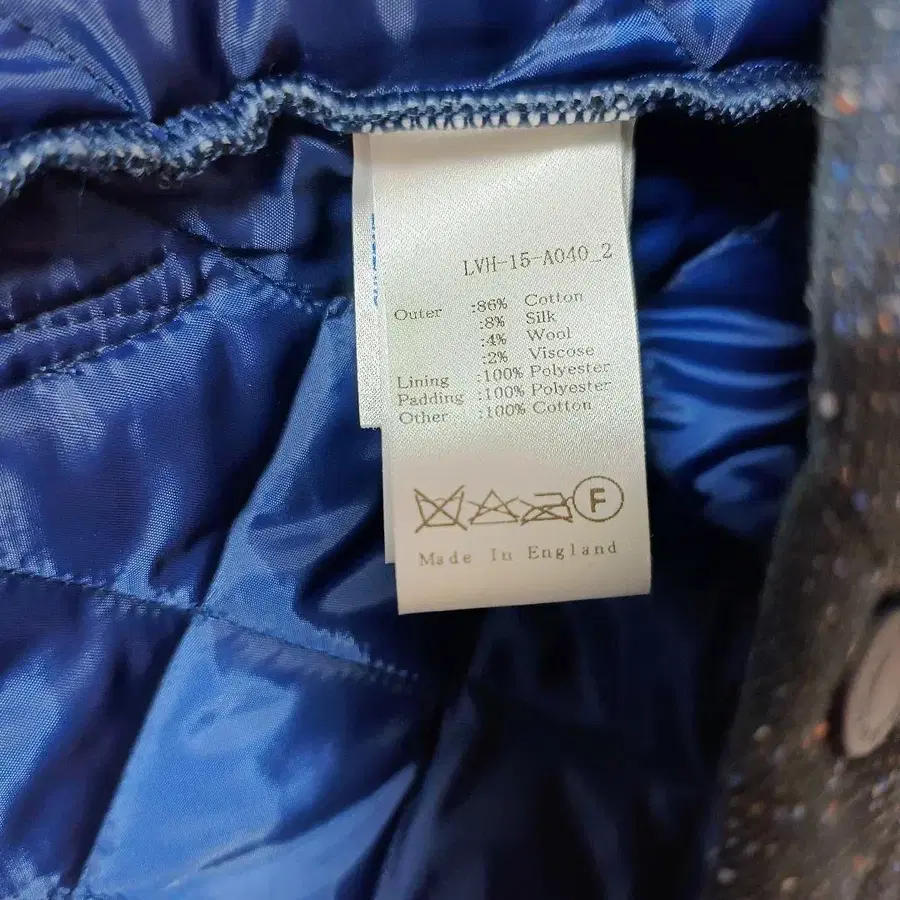 LVH-15-A040_2
Outer :86% Cotton
:8% Silk
:4% Wool
:2% Viscose
Lining :100% Polyester
Padding :100% Polyester
Other :100% Cotton
F
Made In England